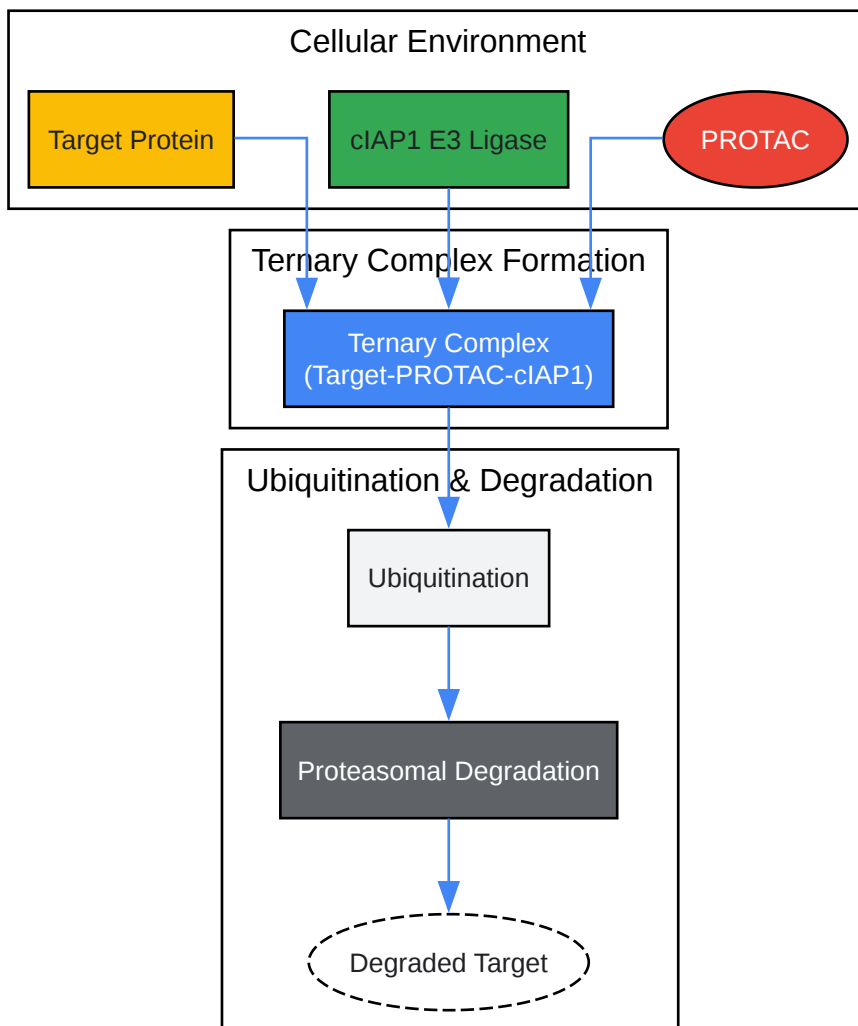 Cellular Environment
Target Protein
cIAP1 E3 Ligase
PROTAC
Ternary Complex Formation
Ternary Complex
(Target-PROTAC-cIAP1)
Ubiquitination & Degradation
Ubiquitination
Proteasomal Degradation
Degraded Target